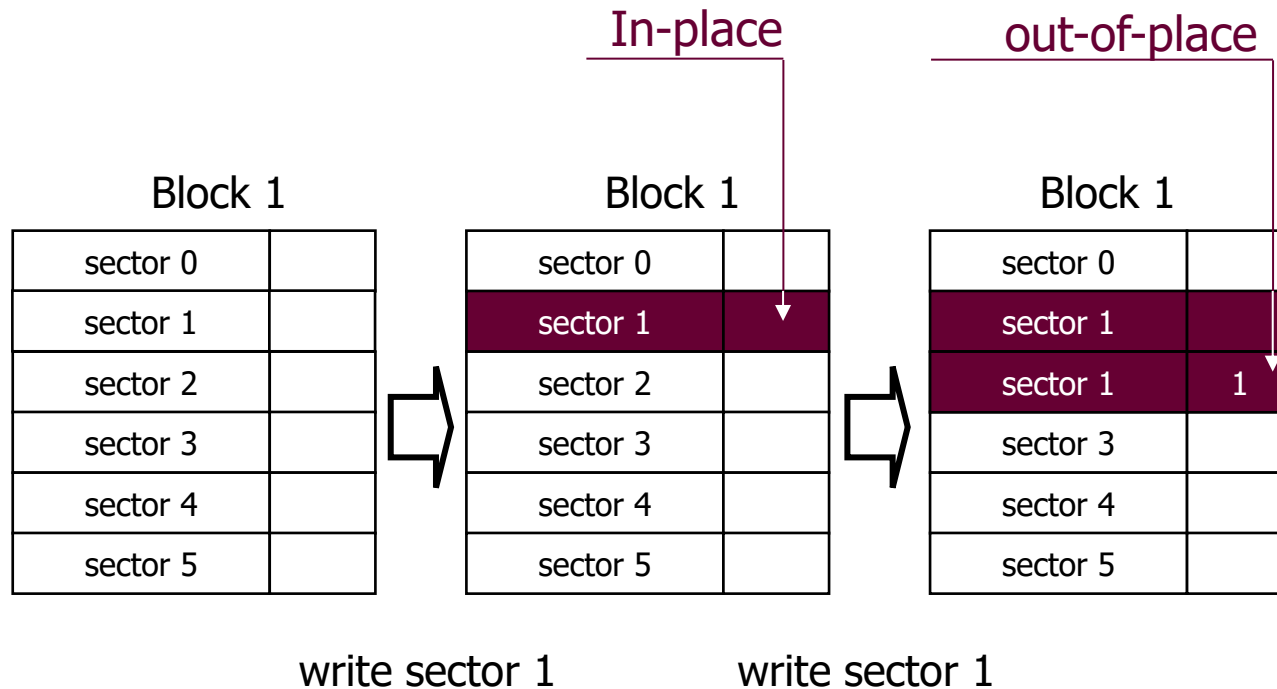 In-place
out-of-place
Block 1
sector 0
sector 1
sector 2
sector 3
sector 4
sector 5
Block 1
sector 0
sector 1
sector 2
sector 3
sector 4
sector 5
Block 1
sector 0
sector 1
sector 1 1
sector 3
sector 4
sector 5
write sector 1
write sector 1